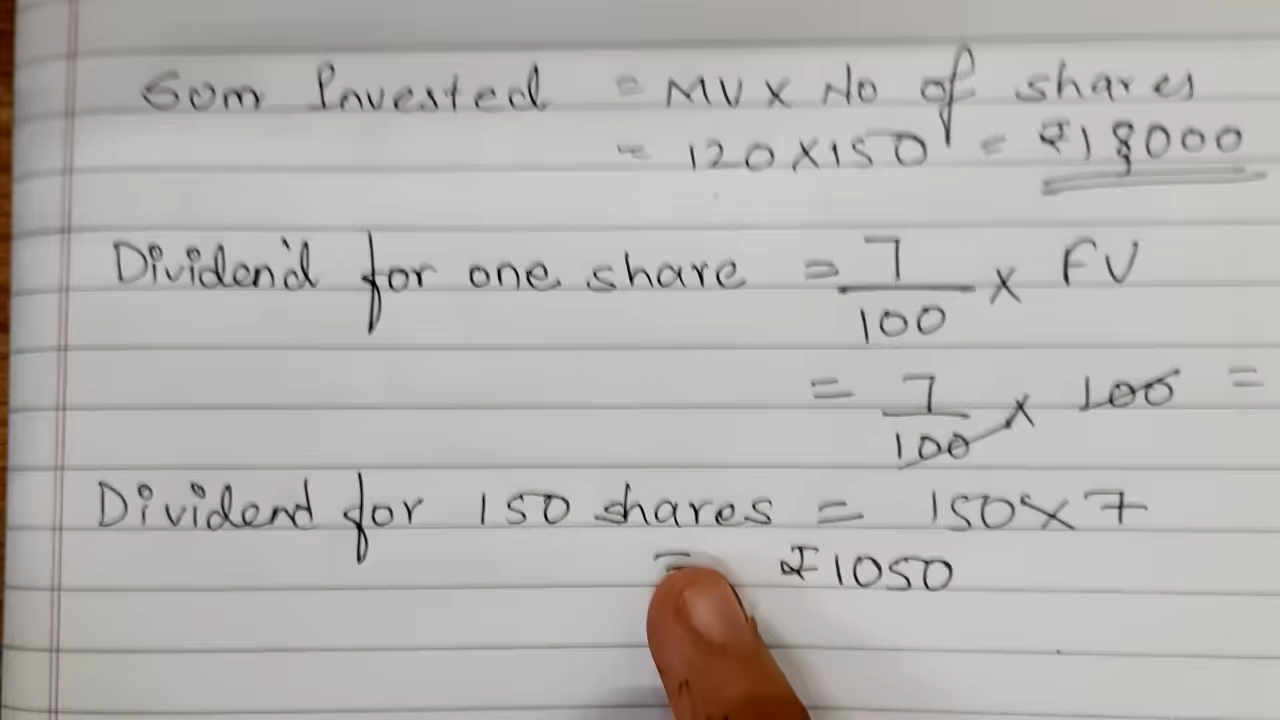 Sum Invested = MV x No of shares
= 120 X 150 = ₹18000
Dividend for one share = 7/100 x FV
= 7/100 x 100 =
Dividend for 150 shares = 150 x 7
= ₹1050